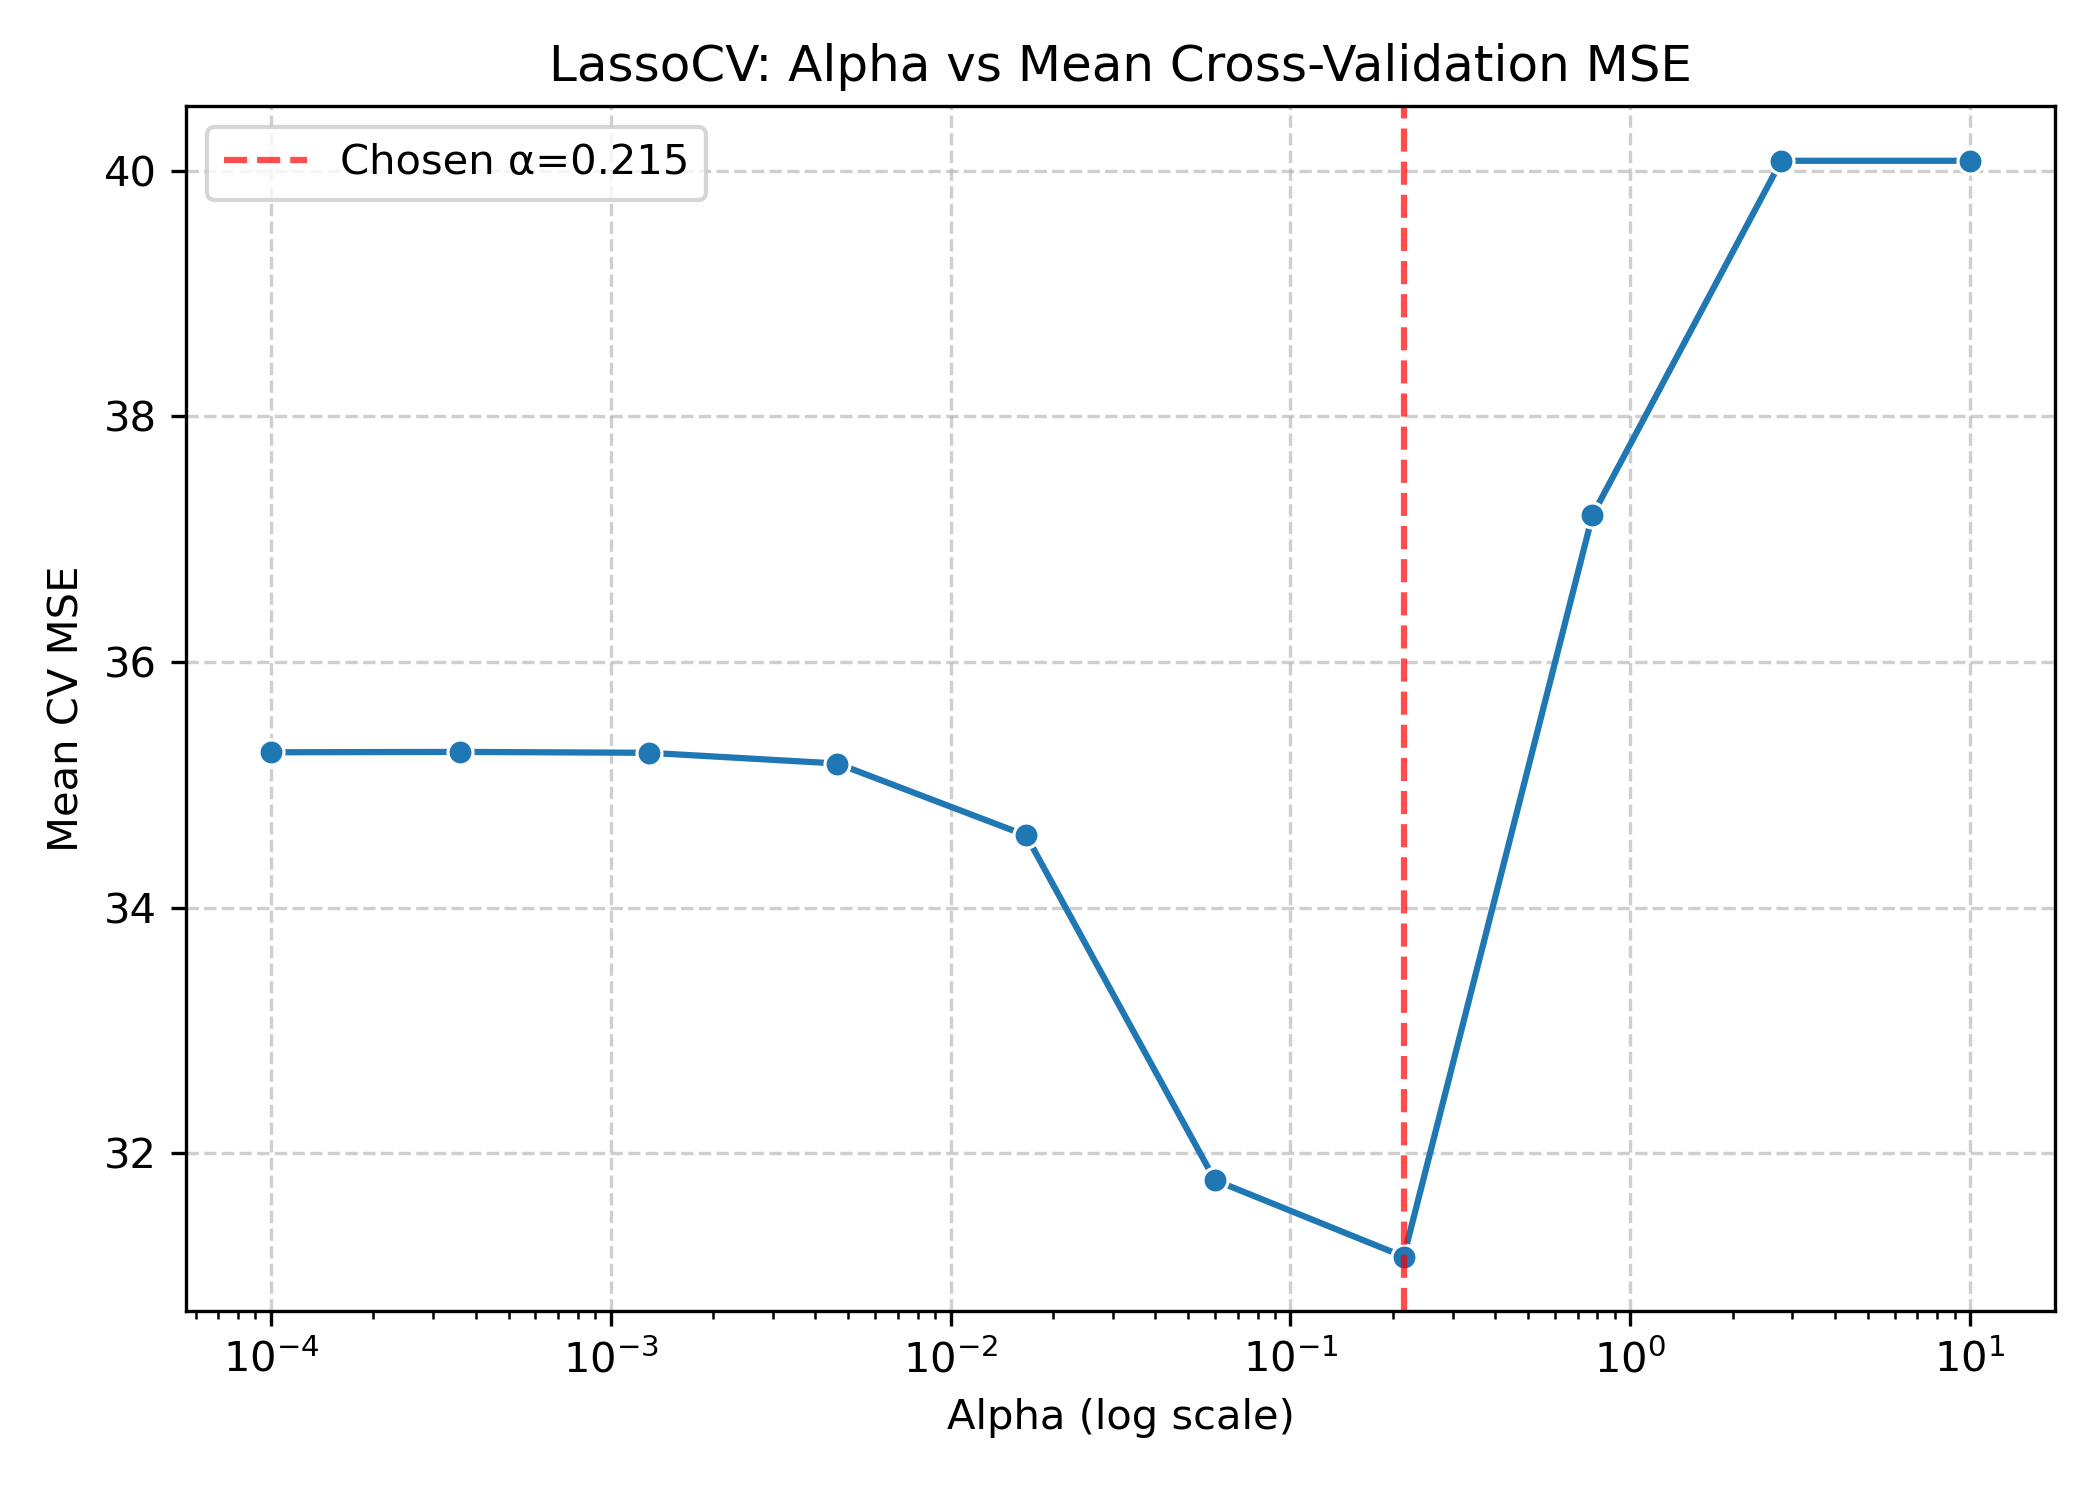 LassoCV: Alpha vs Mean Cross-Validation MSE
Chosen α=0.215
Mean CV MSE
40
38
36
34
32
10⁻⁴ 10⁻³ 10⁻² 10⁻¹ 10⁰ 10¹
Alpha (log scale)